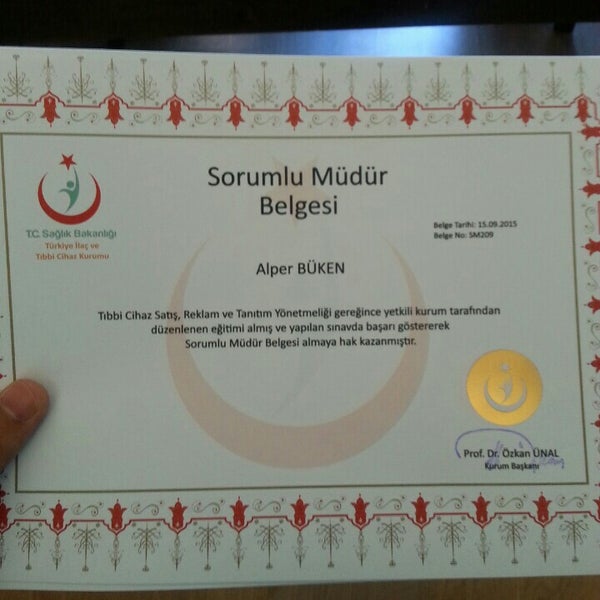 Sorumlu Müdür
Belgesi
T.C. Sağlık Bakanlığı
Türkiye İlaç ve
Tıbbi Cihaz Kurumu
Belge Tarihi: 15.09.2015
Belge No: SM209
Alper BÜKEN
Tıbbi Cihaz Satış, Reklam ve Tanıtım Yönetmeliği gereğince yetkili kurum tarafından
düzenlenen eğitimi almış ve yapılan sınavda başarı göstererek
Sorumlu Müdür Belgesi almaya hak kazanmıştır.
Prof. Dr. Özkan ÜNAL
Kurum Başkanı